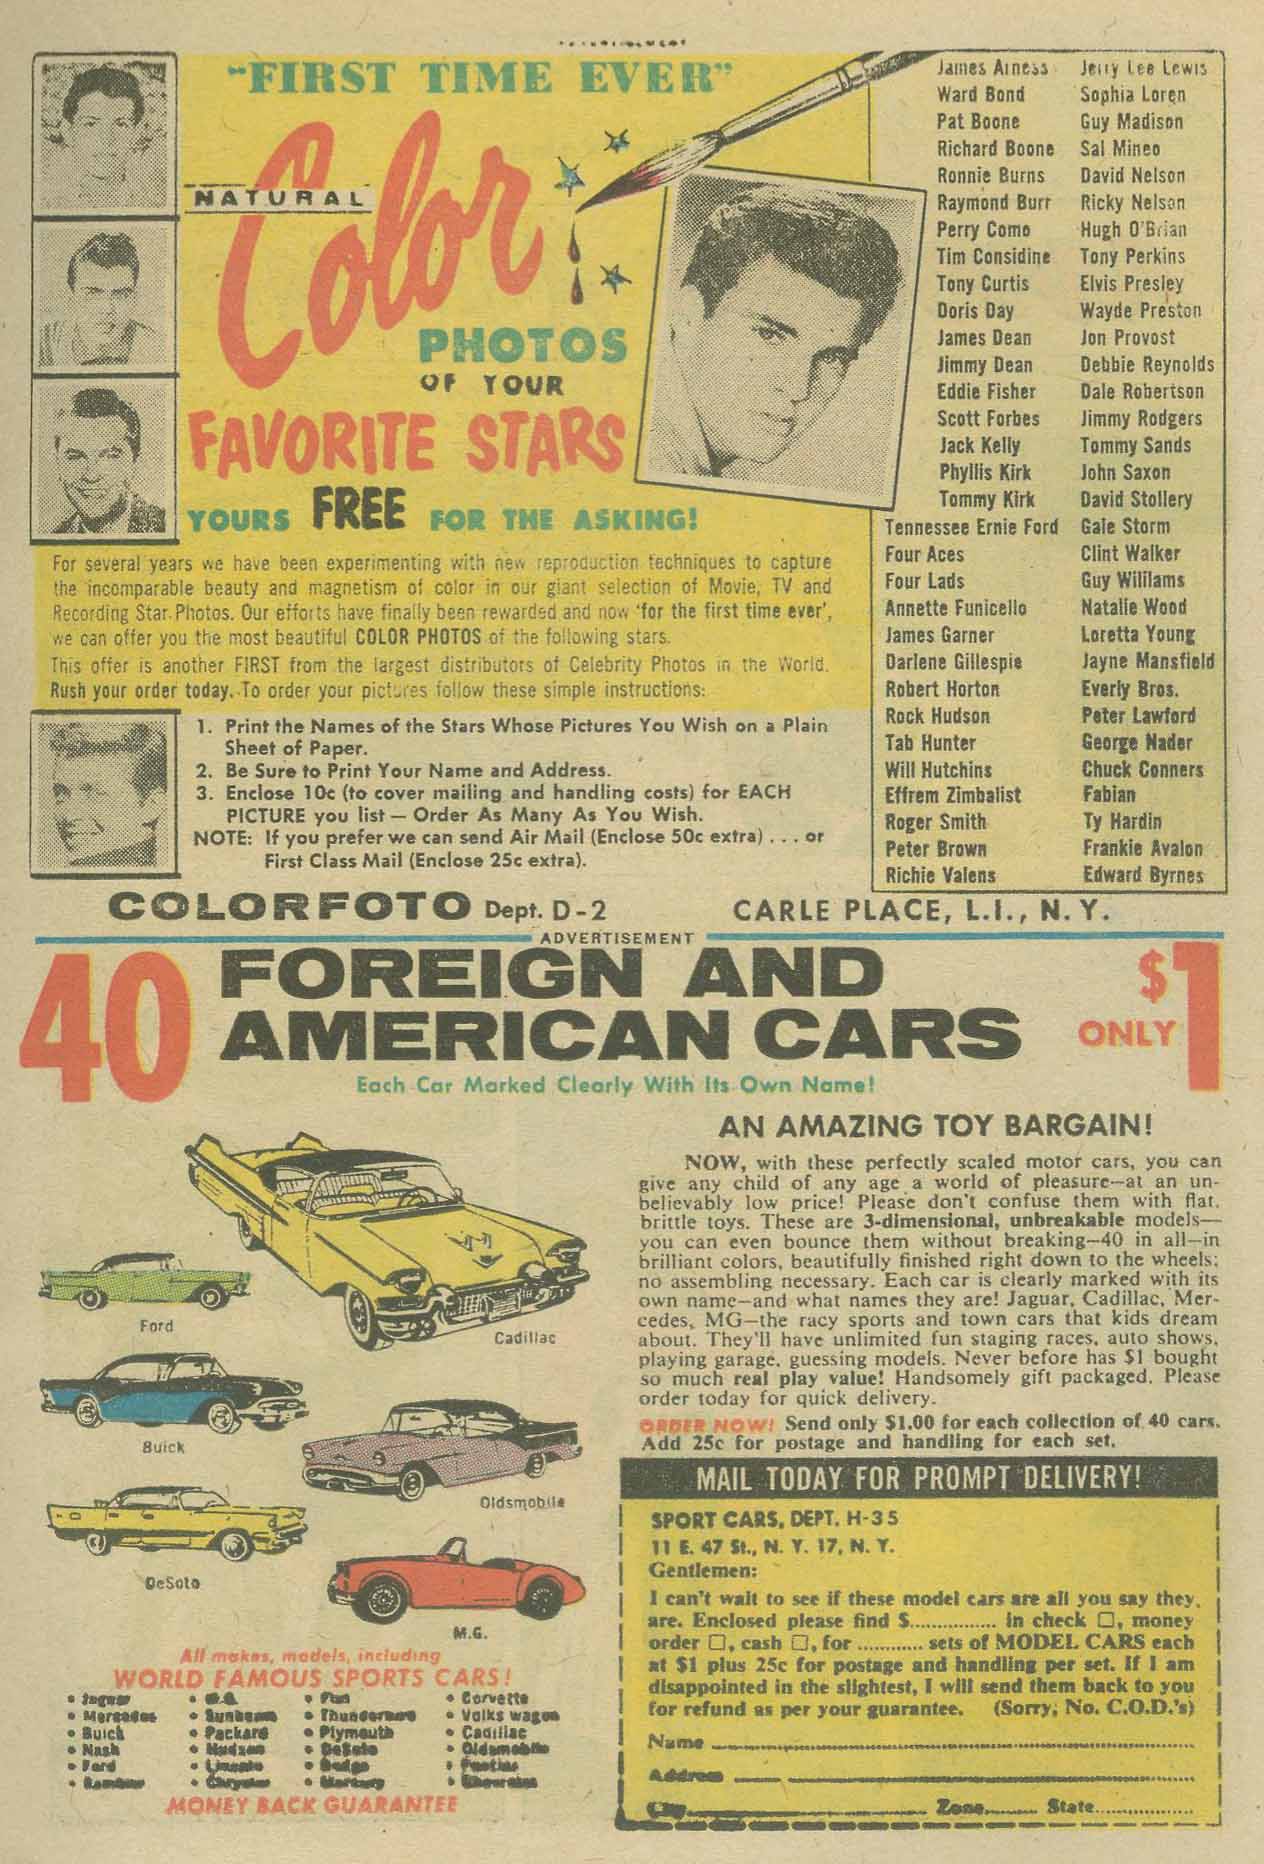 ADVERTISEMENT
"FIRST TIME EVER"
NATURAL
Color
PHOTOS
OF YOUR
FAVORITE STARS
YOURS FREE FOR THE ASKING!
For several years we have been experimenting with new reproduction techniques to capture
the incomparable beauty and magnetism of color in our giant selection of Movie, TV and
Recording Star Photos. Our efforts have finally been rewarded and now 'for the first time ever',
we can offer you the most beautiful COLOR PHOTOS of the following stars.
This offer is another FIRST from the largest distributors of Celebrity Photos in the World.
Rush your order today. To order your pictures follow these simple instructions:
1. Print the Names of the Stars Whose Pictures You Wish on a Plain
Sheet of Paper.
2. Be Sure to Print Your Name and Address.
3. Enclose 10c (to cover mailing and handling costs) for EACH
PICTURE you list — Order As Many As You Wish.
NOTE: If you prefer we can send Air Mail (Enclose 50c extra) . . . or
First Class Mail (Enclose 25c extra).
James Arness
Ward Bond
Pat Boone
Richard Boone
Ronnie Burns
Raymond Burr
Perry Como
Tim Considine
Tony Curtis
Doris Day
James Dean
Jimmy Dean
Eddie Fisher
Scott Forbes
Jack Kelly
Phyllis Kirk
Tommy Kirk
Tennessee Ernie Ford
Four Aces
Four Lads
Annette Funicello
James Garner
Darlene Gillespie
Robert Horton
Rock Hudson
Tab Hunter
Will Hutchins
Effrem Zimbalist
Roger Smith
Peter Brown
Richie Valens
Jerry Lee Lewis
Sophia Loren
Guy Madison
Sal Mineo
David Nelson
Ricky Nelson
Hugh O'Brian
Tony Perkins
Elvis Presley
Wayde Preston
Jon Provost
Debbie Reynolds
Dale Robertson
Jimmy Rodgers
Tommy Sands
John Saxon
David Stollery
Gale Storm
Clint Walker
Guy Wililams
Natalie Wood
Loretta Young
Jayne Mansfield
Everly Bros.
Peter Lawford
George Nader
Chuck Conners
Fabian
Ty Hardin
Frankie Avalon
Edward Byrnes
COLORFOTO Dept. D-2 CARLE PLACE, L.I., N.Y.
ADVERTISEMENT
40 FOREIGN AND
AMERICAN CARS
ONLY $1
Each Car Marked Clearly With Its Own Name!
Ford
Cadillac
Buick
Oldsmobile
DeSoto
M.G.
All makes, models, including
WORLD FAMOUS SPORTS CARS!
• Jaguar • M.G. • Fiat • Corvette
• Mercedes • Sunbeam • Thunderbird • Volks wagen
• Buick • Packard • Plymouth • Cadillac
• Nash • Hudson • DeSoto • Oldsmobile
• Ford • Lincoln • Dodge • Pontiac
• Rambler • Chrysler • Mercury • Chevrolet
MONEY BACK GUARANTEE
AN AMAZING TOY BARGAIN!
NOW, with these perfectly scaled motor cars, you can
give any child of any age a world of pleasure—at an un-
believably low price! Please don't confuse them with flat,
brittle toys. These are 3-dimensional, unbreakable models—
you can even bounce them without breaking—40 in all—in
brilliant colors, beautifully finished right down to the wheels;
no assembling necessary. Each car is clearly marked with its
own name—and what names they are! Jaguar, Cadillac, Mer-
cedes, MG—the racy sports and town cars that kids dream
about. They'll have unlimited fun staging races, auto shows,
playing garage, guessing models. Never before has $1 bought
so much real play value! Handsomely gift packaged. Please
order today for quick delivery.
ORDER NOW! Send only $1.00 for each collection of 40 cars.
Add 25c for postage and handling for each set.
MAIL TODAY FOR PROMPT DELIVERY!
SPORT CARS, DEPT. H-35
11 E. 47 St., N. Y. 17, N. Y.
Gentlemen:
I can't wait to see if these model cars are all you say they
are. Enclosed please find $............... in check ☐, money
order ☐, cash ☐, for ............ sets of MODEL CARS each
at $1 plus 25c for postage and handling per set. If I am
disappointed in the slightest, I will send them back to you
for refund as per your guarantee. (Sorry, No. C.O.D.'s)
Name
Address
City Zone State